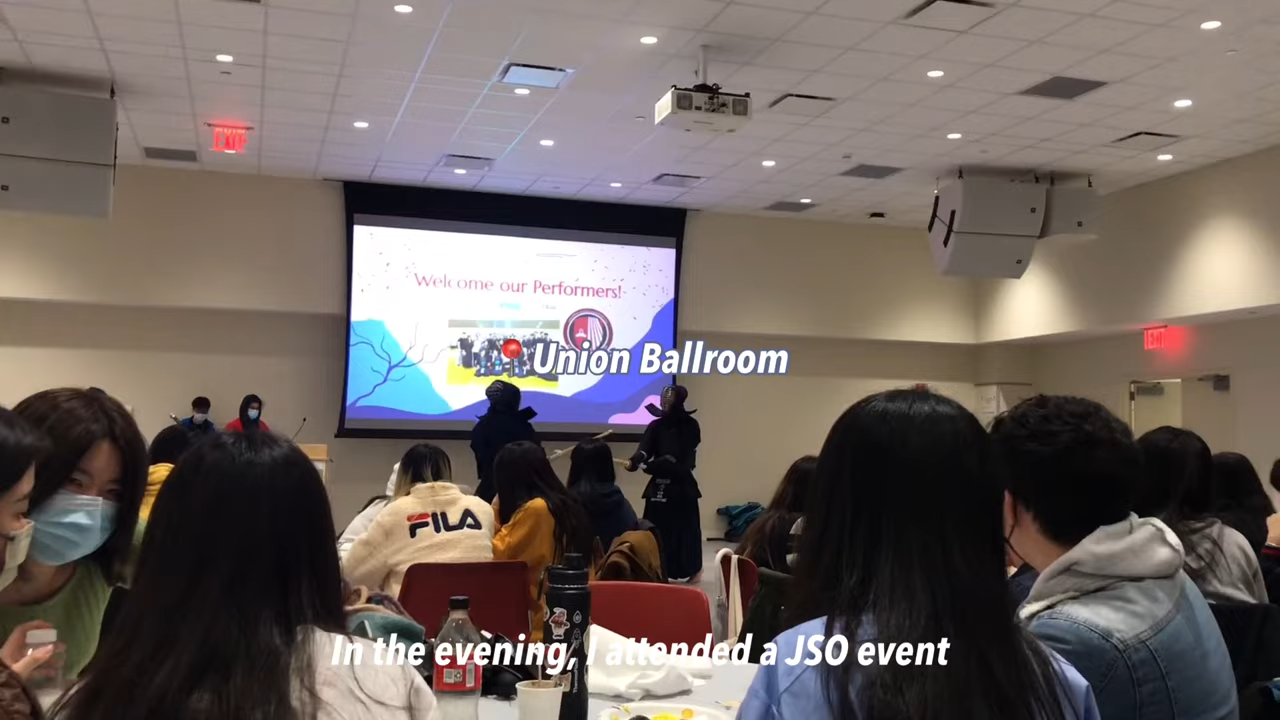 EXIT
Welcome our Performers!
EXIT
Union Ballroom
FILA
In the evening, I attended a JSO event